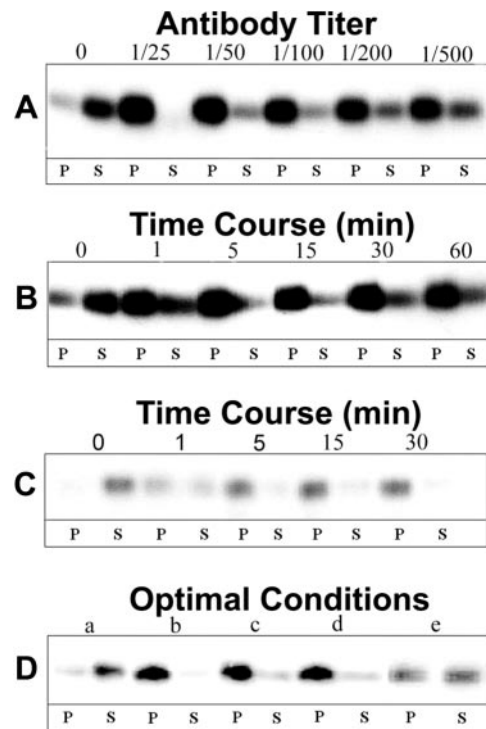 Antibody Titer
0 1/25 1/50 1/100 1/200 1/500
A
P S P S P S P S P S P S
Time Course (min)
0 1 5 15 30 60
B
P S P S P S P S P S P S
Time Course (min)
0 1 5 15 30
C
P S P S P S P S P S
Optimal Conditions
a b c d e
D
P S P S P S P S P S